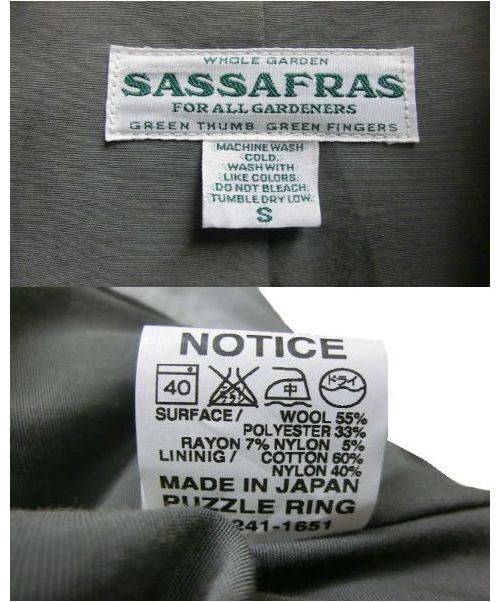 WHOLE GARDEN
SASSAFRAS
FOR ALL GARDENERS
GREEN THUMB GREEN FINGERS
MACHINE WASH
COLD.
WASH WITH
LIKE COLORS.
DO NOT BLEACH.
TUMBLE DRY LOW.
S
NOTICE
40 中 ドライ
SURFACE / WOOL 55%
POLYESTER 33%
RAYON 7% NYLON 5%
LINING / COTTON 60%
NYLON 40%
MADE IN JAPAN
PUZZLE RING
241-1651